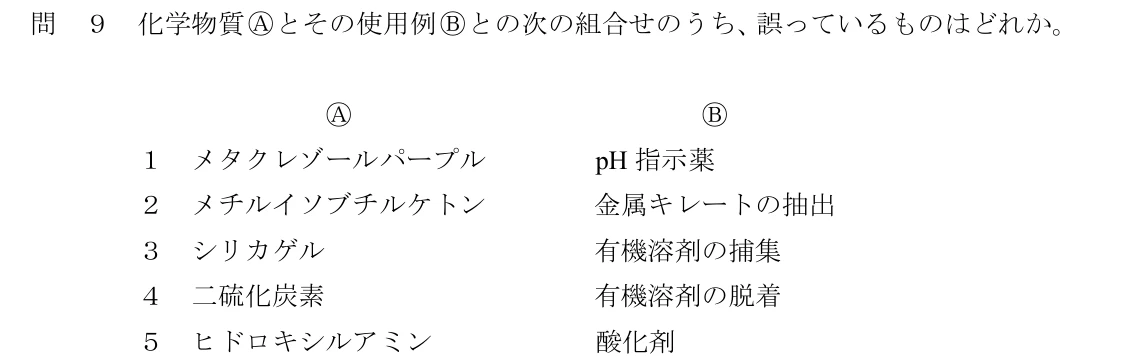 問 9 化学物質Ⓐとその使用例Ⓑとの次の組合せのうち、誤っているものはどれか。
Ⓐ Ⓑ
1 メタクレゾールパープル pH 指示薬
2 メチルイソブチルケトン 金属キレートの抽出
3 シリカゲル 有機溶剤の捕集
4 二硫化炭素 有機溶剤の脱着
5 ヒドロキシルアミン 酸化剤